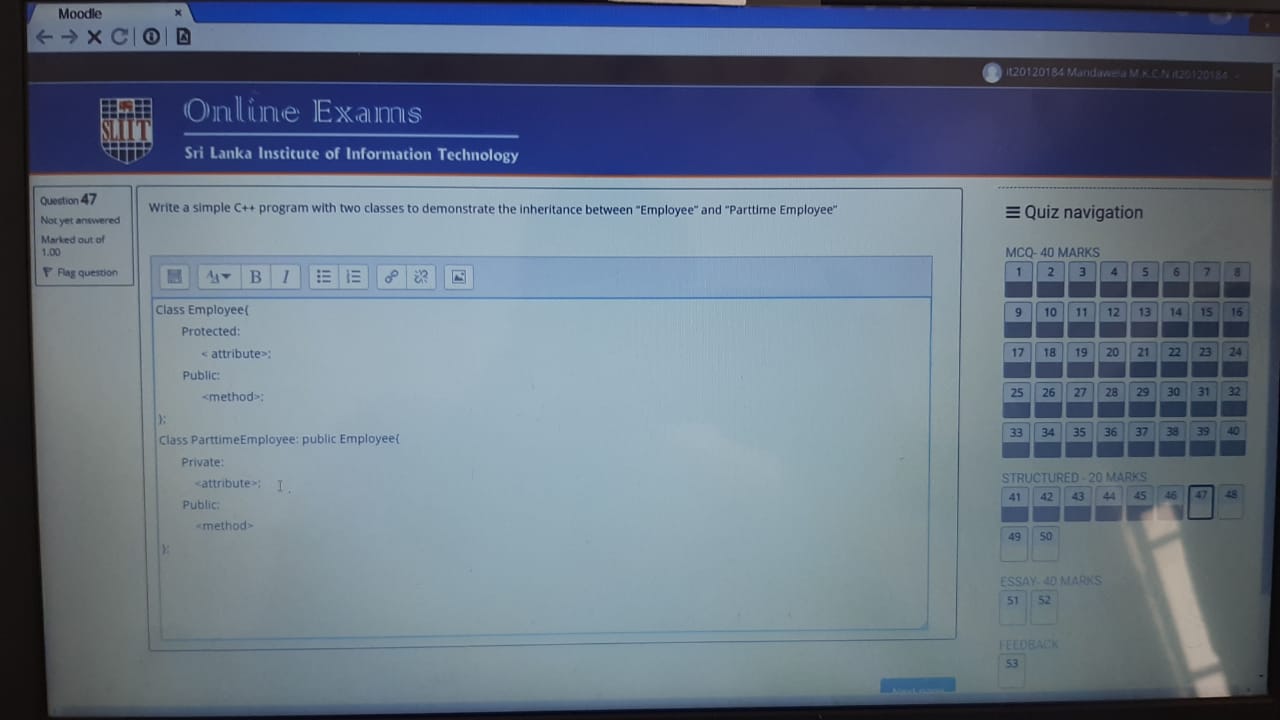 Moodle ×
it20120184 Mandawela M.K.C.N it20120184
SLIIT
Online Exams
Sri Lanka Institute of Information Technology
Question 47
Not yet answered
Marked out of
1.00
Flag question
Write a simple C++ program with two classes to demonstrate the inheritance between “Employee” and “Parttime Employee”
B I
Class Employee{
Protected:
< attribute>;
Public:
<method>;
};
Class ParttimeEmployee: public Employee{
Private:
<attribute>;
Public:
<method>
};
Quiz navigation
MCQ- 40 MARKS
1 2 3 4 5 6 7 8
9 10 11 12 13 14 15 16
17 18 19 20 21 22 23 24
25 26 27 28 29 30 31 32
33 34 35 36 37 38 39 40
STRUCTURED - 20 MARKS
41 42 43 44 45 46 47 48
49 50
ESSAY- 40 MARKS
51 52
FEEDBACK
53
Next page